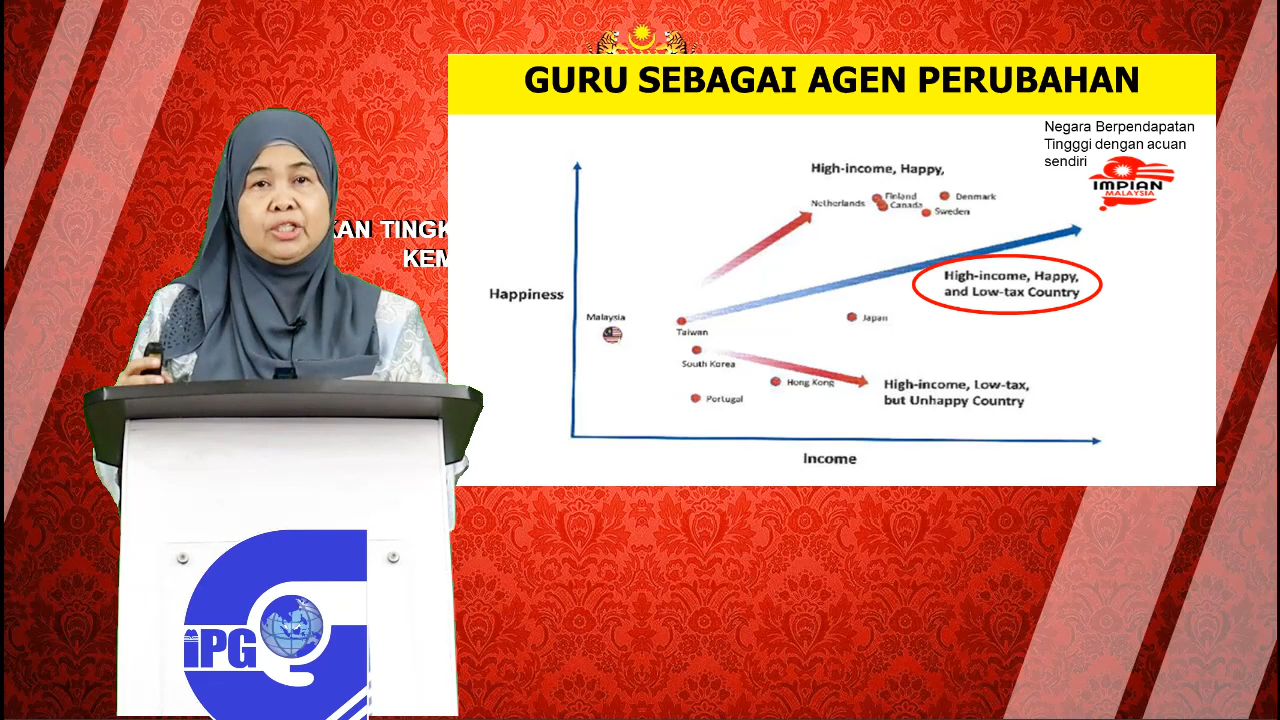 GURU SEBAGAI AGEN PERUBAHAN
Negara Berpendapatan
Tingggi dengan acuan
sendiri
IMPIAN
MALAYSIA
High-income, Happy,
Netherlands
Finland
Canada
Denmark
Sweden
KAN TINGK
KEM
High-income, Happy,
and Low-tax Country
Happiness
Malaysia
Taiwan
Japan
South Korea
Hong Kong
Portugal
High-income, Low-tax,
but Unhappy Country
Income
iPG